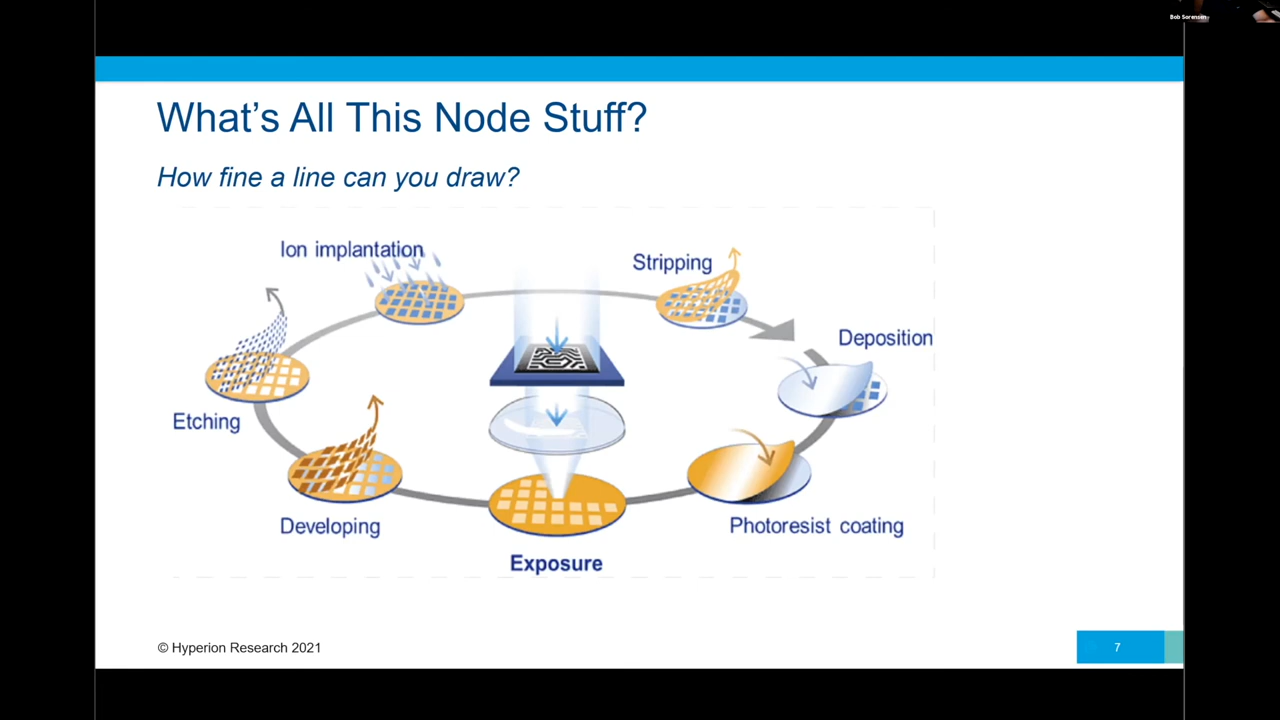 Bob Sorensen
What's All This Node Stuff?
How fine a line can you draw?
Ion implantation
Stripping
Deposition
Etching
Developing
Photoresist coating
Exposure
© Hyperion Research 2021
7